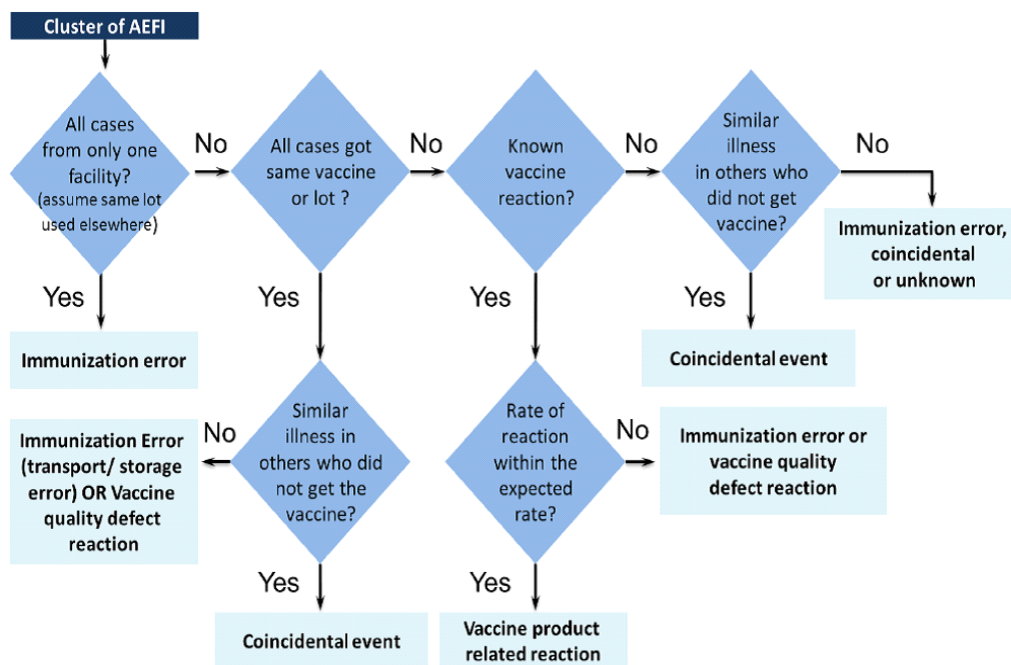 Cluster of AEFI
All cases
from only one
facility?
(assume same lot
used elsewhere)
No
All cases got
same vaccine
or lot ?
No
Known
vaccine
reaction?
No
Similar
illness
in others who
did not get
vaccine?
No
Immunization error,
coincidental
or unknown
Yes
Immunization error
Yes
Yes
Yes
Coincidental event
Similar
illness in
others who did
not get the
vaccine?
No
Immunization Error
(transport/ storage
error) OR Vaccine
quality defect
reaction
Rate of
reaction
within the
expected
rate?
No
Immunization error or
vaccine quality
defect reaction
Yes
Coincidental event
Yes
Vaccine product
related reaction